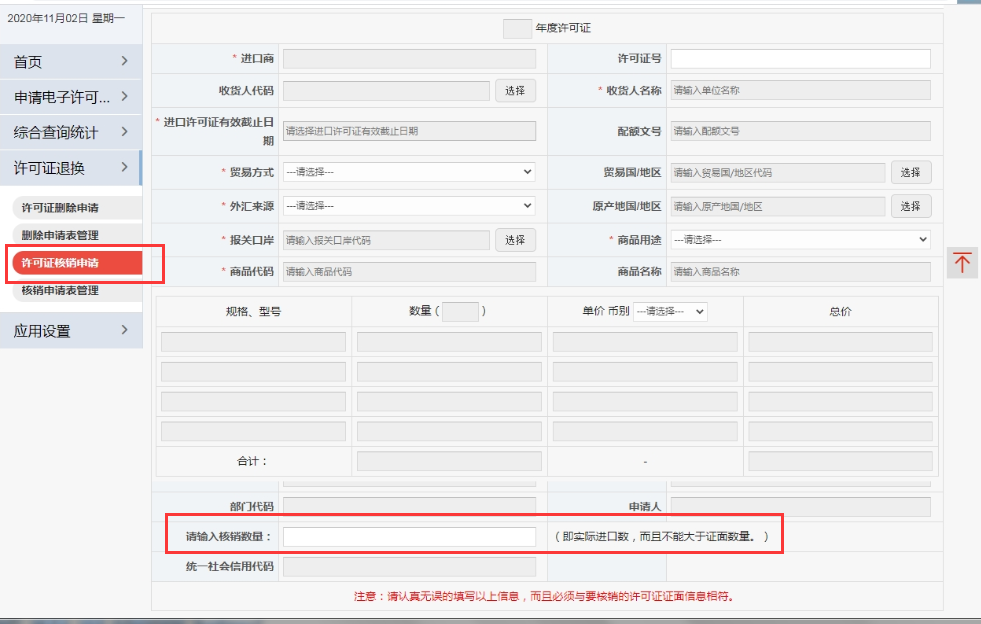 2020年11月02日 星期一
首页
申请电子许可...
综合查询统计
许可证退换
许可证删除申请
删除申请表管理
许可证核销申请
核销申请表管理
应用设置
年度许可证
* 进口商
许可证号
收货人代码 选择
* 收货人名称 请输入单位名称
* 进口许可证有效截止日期 请选择进口许可证有效截止日期
配额文号 请输入配额文号
* 贸易方式 ---请选择---
贸易国/地区 请输入贸易国/地区代码 选择
* 外汇来源 ---请选择---
原产地国/地区 请输入原产地国/地区 选择
* 报关口岸 请输入报关口岸代码 选择
* 商品用途 ---请选择---
* 商品代码 请输入商品代码
商品名称 请输入商品名称
规格、型号 数量 ( ) 单价 币别 ---请选择--- 总价
合计： -
部门代码 申请人
请输入核销数量： （即实际进口数，而且不能大于证面数量。）
统一社会信用代码
注意：请认真无误的填写以上信息，而且必须与要核销的许可证证面信息相符。